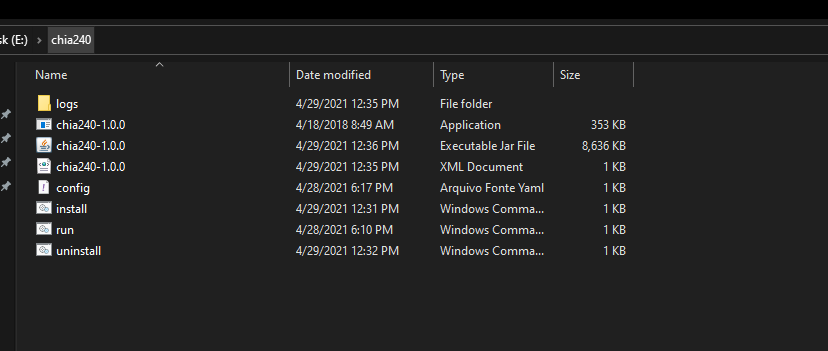 sk (E:) > chia240
Name Date modified Type Size
logs 4/29/2021 12:35 PM File folder
chia240-1.0.0 4/18/2018 8:49 AM Application 353 KB
chia240-1.0.0 4/29/2021 12:36 PM Executable Jar File 8,636 KB
chia240-1.0.0 4/29/2021 12:35 PM XML Document 1 KB
config 4/28/2021 6:17 PM Arquivo Fonte Yaml 1 KB
install 4/29/2021 12:31 PM Windows Comma... 1 KB
run 4/28/2021 6:10 PM Windows Comma... 1 KB
uninstall 4/29/2021 12:32 PM Windows Comma... 1 KB